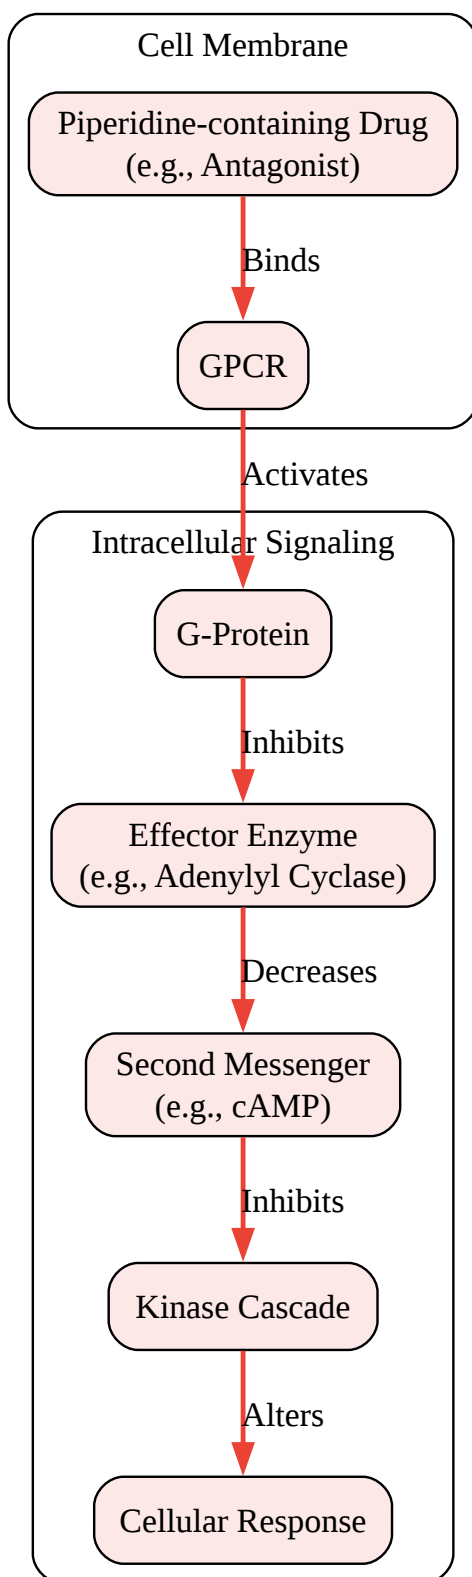 Cell Membrane
Piperidine-containing Drug
(e.g., Antagonist)
Binds
GPCR
Activates
Intracellular Signaling
G-Protein
Inhibits
Effector Enzyme
(e.g., Adenylyl Cyclase)
Decreases
Second Messenger
(e.g., cAMP)
Inhibits
Kinase Cascade
Alters
Cellular Response